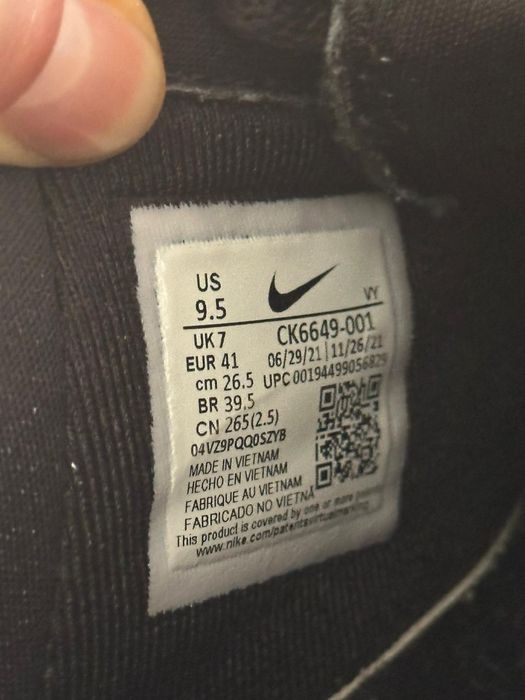 US
9.5
VY
UK 7
CK6649-001
EUR 41
06/29/21 | 11/26/21
cm 26.5
UPC 00194499056829
BR 39.5
CN 265(2.5)
04VZ9PQQ0SZYB
MADE IN VIETNAM
HECHO EN VIETNAM
FABRIQUE AU VIETNAM
FABRICADO NO VIETNA
This product is covered by one or more patents
www.nike.com/patentsvirtualmarking